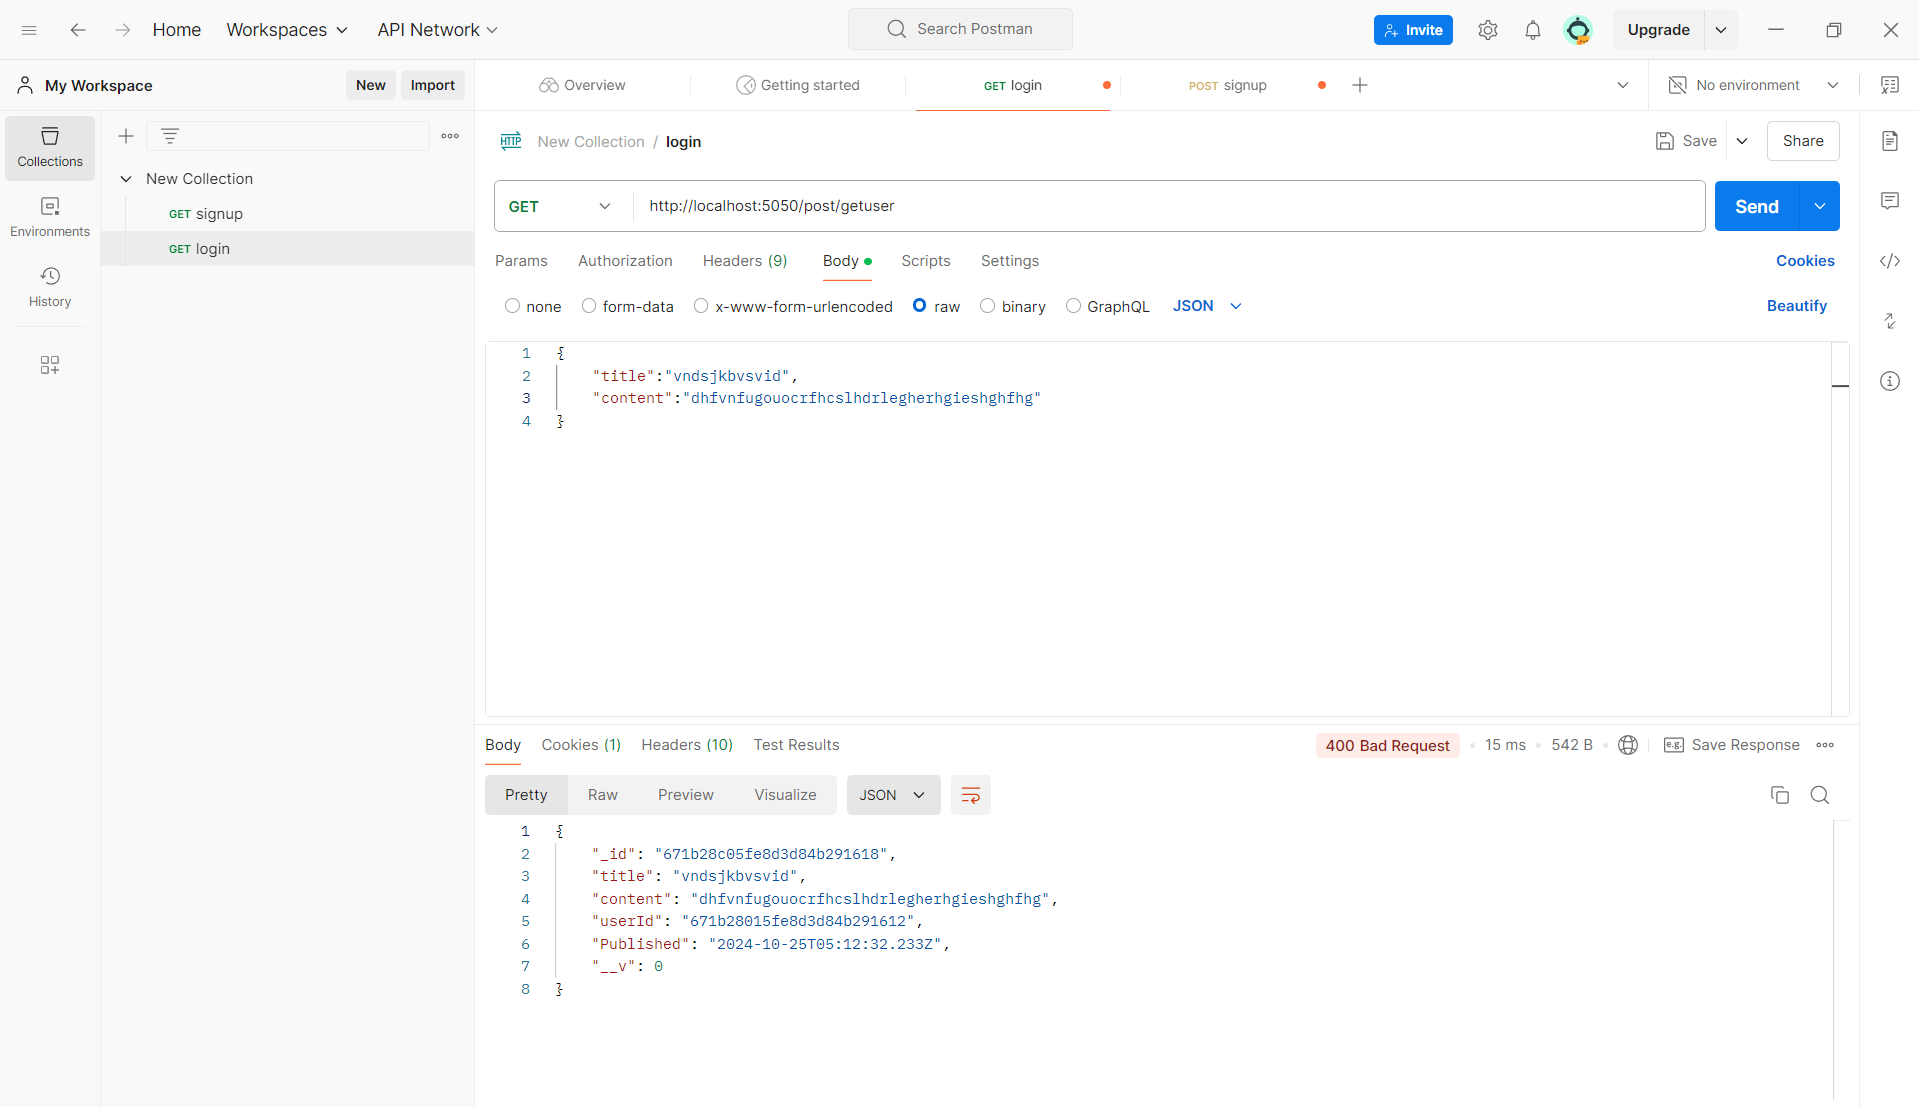 Home Workspaces API Network Search Postman Invite Upgrade
My Workspace New Import Overview Getting started GET login POST signup No environment
Collections
Environments
History
New Collection
GET signup
GET login
HTTP New Collection / login Save Share
GET http://localhost:5050/post/getuser Send
Params Authorization Headers (9) Body Scripts Settings Cookies
none form-data x-www-form-urlencoded raw binary GraphQL JSON Beautify
1 {
2 "title":"vndsjkbvsvid",
3 "content":"dhfvnfugouocrfhcslhdrlegherhgieshghfhg"
4 }
Body Cookies (1) Headers (10) Test Results 400 Bad Request 15 ms 542 B e.g. Save Response
Pretty Raw Preview Visualize JSON
1 {
2 "_id": "671b28c05fe8d3d84b291618",
3 "title": "vndsjkbvsvid",
4 "content": "dhfvnfugouocrfhcslhdrlegherhgieshghfhg",
5 "userId": "671b28015fe8d3d84b291612",
6 "Published": "2024-10-25T05:12:32.233Z",
7 "__v": 0
8 }